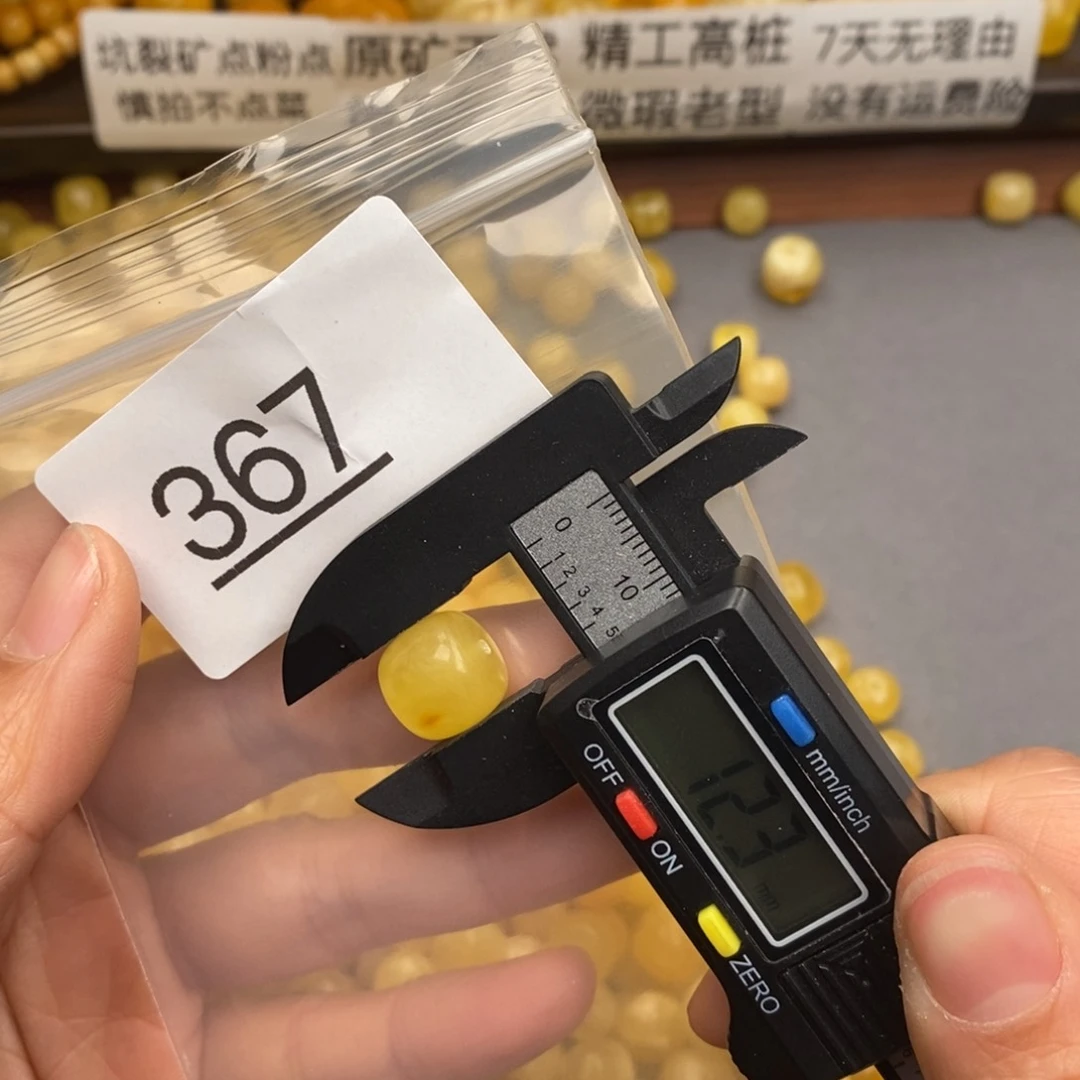 坑裂矿点粉点
慎拍不点菜
原矿
精工高桩
微瑕老型
7天无理由
没有运费险
367
0
10
1 2 3 4 5
OFF
ON
mm/inch
ZERO
12.3
mm